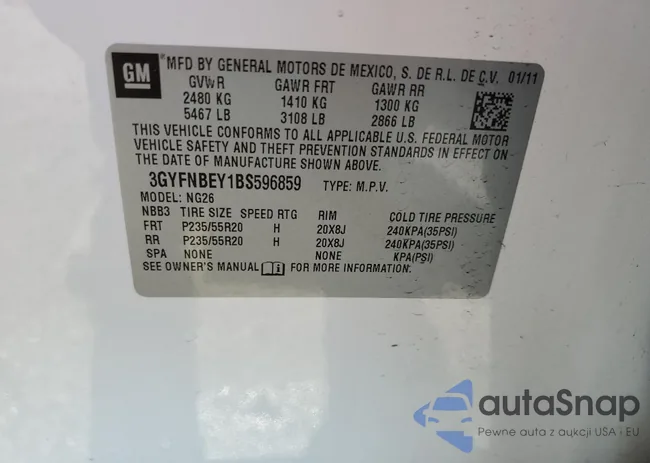 GM
MFD BY GENERAL MOTORS DE MEXICO, S. DE R.L. DE C.V. 01/11
GVWR GAWR FRT GAWR RR
2480 KG 1410 KG 1300 KG
5467 LB 3108 LB 2866 LB
THIS VEHICLE CONFORMS TO ALL APPLICABLE U.S. FEDERAL MOTOR
VEHICLE SAFETY AND THEFT PREVENTION STANDARDS IN EFFECT ON
THE DATE OF MANUFACTURE SHOWN ABOVE.
3GYFNBEY1BS596859 TYPE: M.P.V.
MODEL: NG26
NBB3 TIRE SIZE SPEED RTG RIM COLD TIRE PRESSURE
FRT P235/55R20 H 20X8J 240KPA(35PSI)
RR P235/55R20 H 20X8J 240KPA(35PSI)
SPA NONE NONE KPA(PSI)
SEE OWNER'S MANUAL FOR MORE INFORMATION.
autoSnap
Pewne auta z aukcji USA - EU